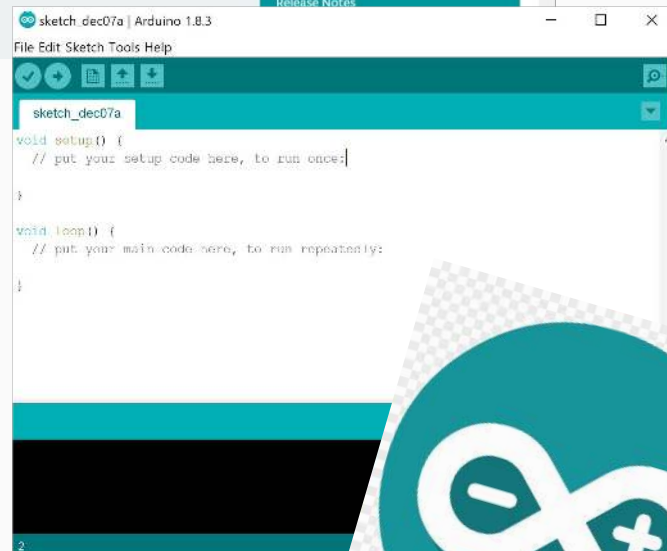 Release Notes
sketch_dec07a | Arduino 1.8.3
File Edit Sketch Tools Help
sketch_dec07a
void setup() {
// put your setup code here, to run once:
}
void loop() {
// put your main code here, to run repeatedly:
}
2